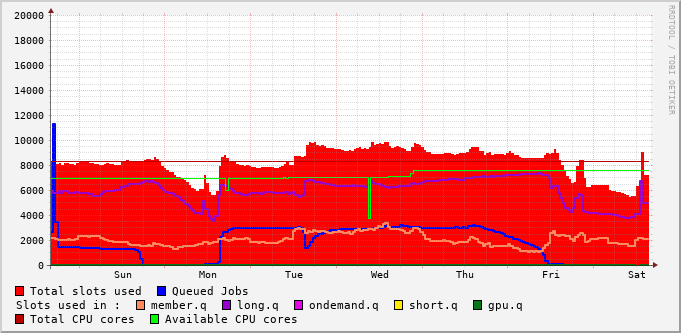 20000
18000
16000
14000
12000
10000
8000
6000
4000
2000
0
Sun Mon Tue Wed Thu Fri Sat
Total slots used Queued Jobs
Slots used in : member.q long.q ondemand.q short.q gpu.q
Total CPU cores Available CPU cores
RRDTOOL / TOBI OETIKER